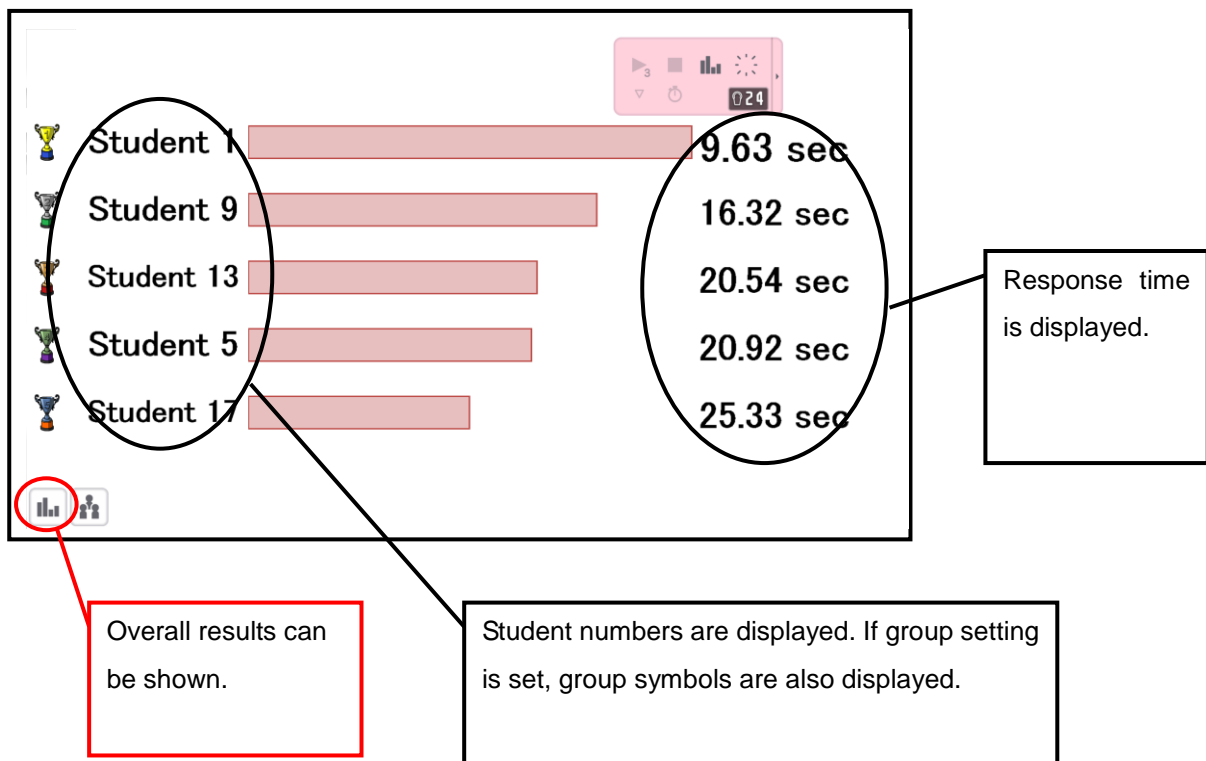 3
024
Student 1
9.63 sec
Student 9
16.32 sec
Student 13
20.54 sec
Student 5
20.92 sec
Student 17
25.33 sec
Response time
is displayed.
Overall results can
be shown.
Student numbers are displayed. If group setting
is set, group symbols are also displayed.